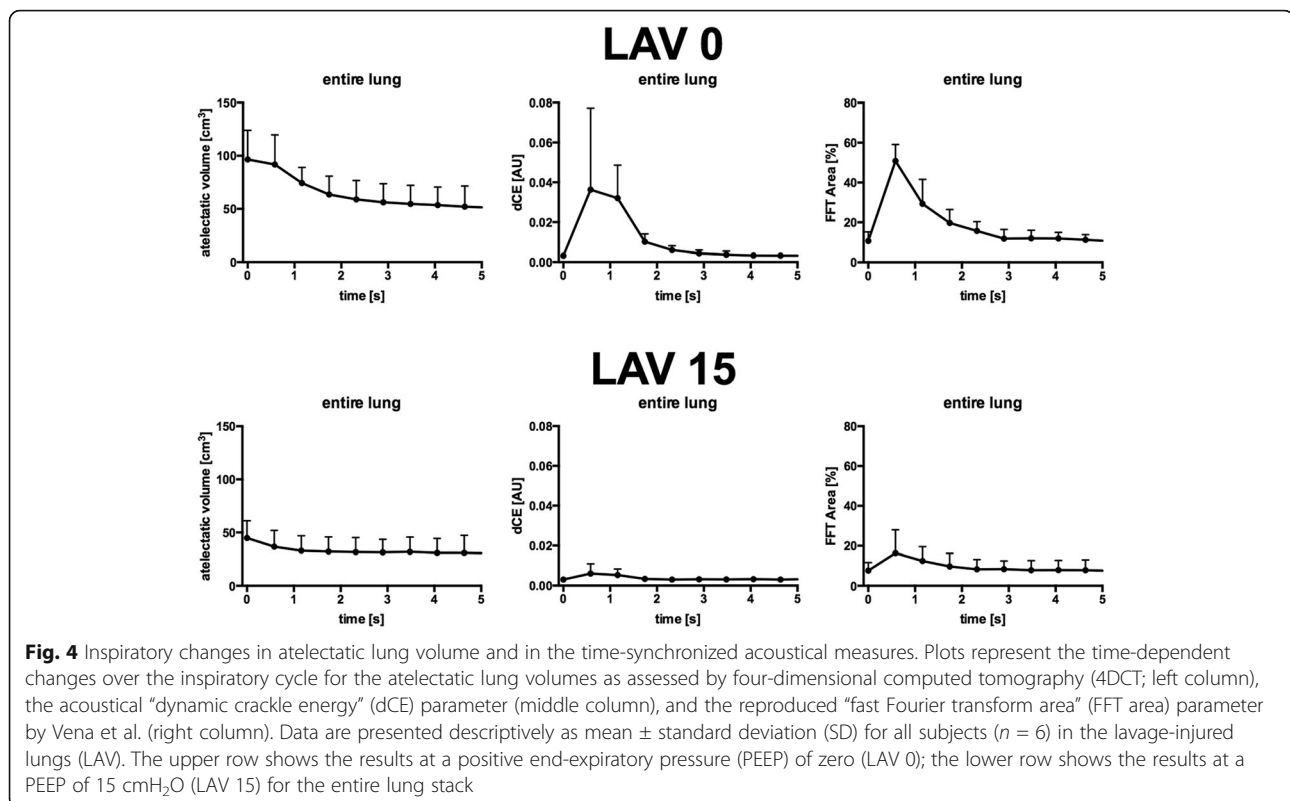 LAV 0
entire lung
entire lung
entire lung
atelectatic volume [cm³]
150
100
50
0
0 1 2 3 4 5
time [s]
dCE [AU]
0.08
0.06
0.04
0.02
0.00
0 1 2 3 4 5
time [s]
FFT Area [%]
80
60
40
20
0
0 1 2 3 4 5
time [s]
LAV 15
entire lung
entire lung
entire lung
atelectatic volume [cm³]
150
100
50
0
0 1 2 3 4 5
time [s]
dCE [AU]
0.08
0.06
0.04
0.02
0.00
0 1 2 3 4 5
time [s]
FFT Area [%]
80
60
40
20
0
0 1 2 3 4 5
time [s]
Fig. 4 Inspiratory changes in atelectatic lung volume and in the time-synchronized acoustical measures. Plots represent the time-dependent
changes over the inspiratory cycle for the atelectatic lung volumes as assessed by four-dimensional computed tomography (4DCT; left column),
the acoustical “dynamic crackle energy” (dCE) parameter (middle column), and the reproduced “fast Fourier transform area” (FFT area) parameter
by Vena et al. (right column). Data are presented descriptively as mean ± standard deviation (SD) for all subjects (n = 6) in the lavage-injured
lungs (LAV). The upper row shows the results at a positive end-expiratory pressure (PEEP) of zero (LAV 0); the lower row shows the results at a
PEEP of 15 cmH₂O (LAV 15) for the entire lung stack